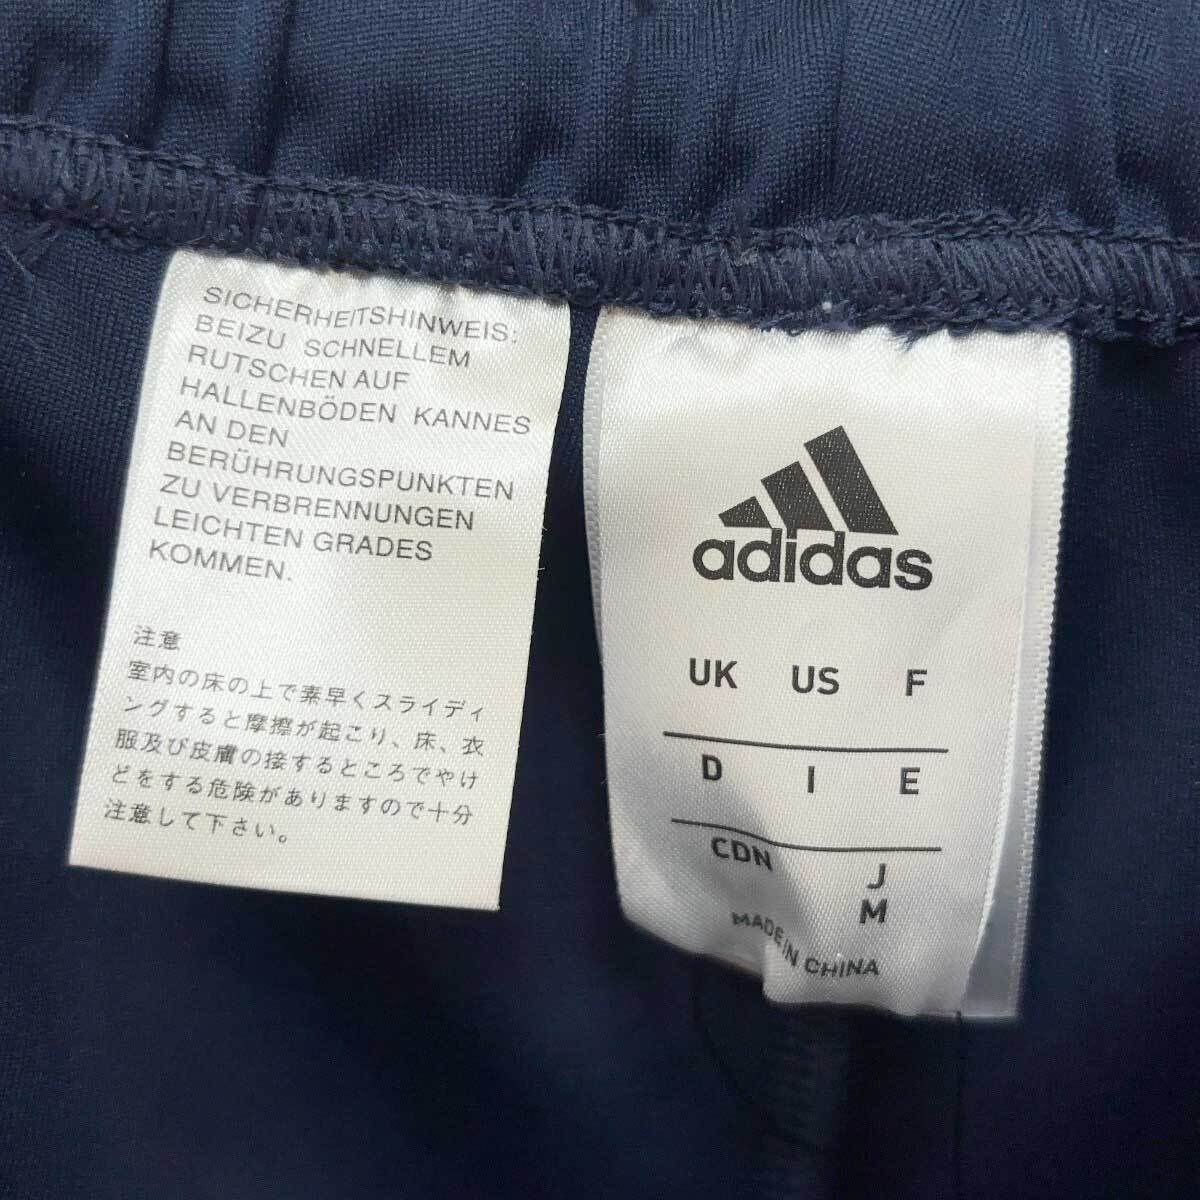 SICHERHEITSHINWEIS:
BEIZU SCHNELLEM
RUTSCHEN AUF
HALLENBÖDEN KANNES
AN DEN
BERÜHRUNGSPUNKTEN
ZU VERBRENNUNGEN
LEICHTEN GRADES
KOMMEN.
注意
室内の床の上で素早くスライディ
ングすると摩擦が起こり、床、衣
服及び皮膚の接するところでやけ
どをする危険がありますので十分
注意して下さい。
adidas
UK US F
D I E
CDN J
M
MADE IN CHINA